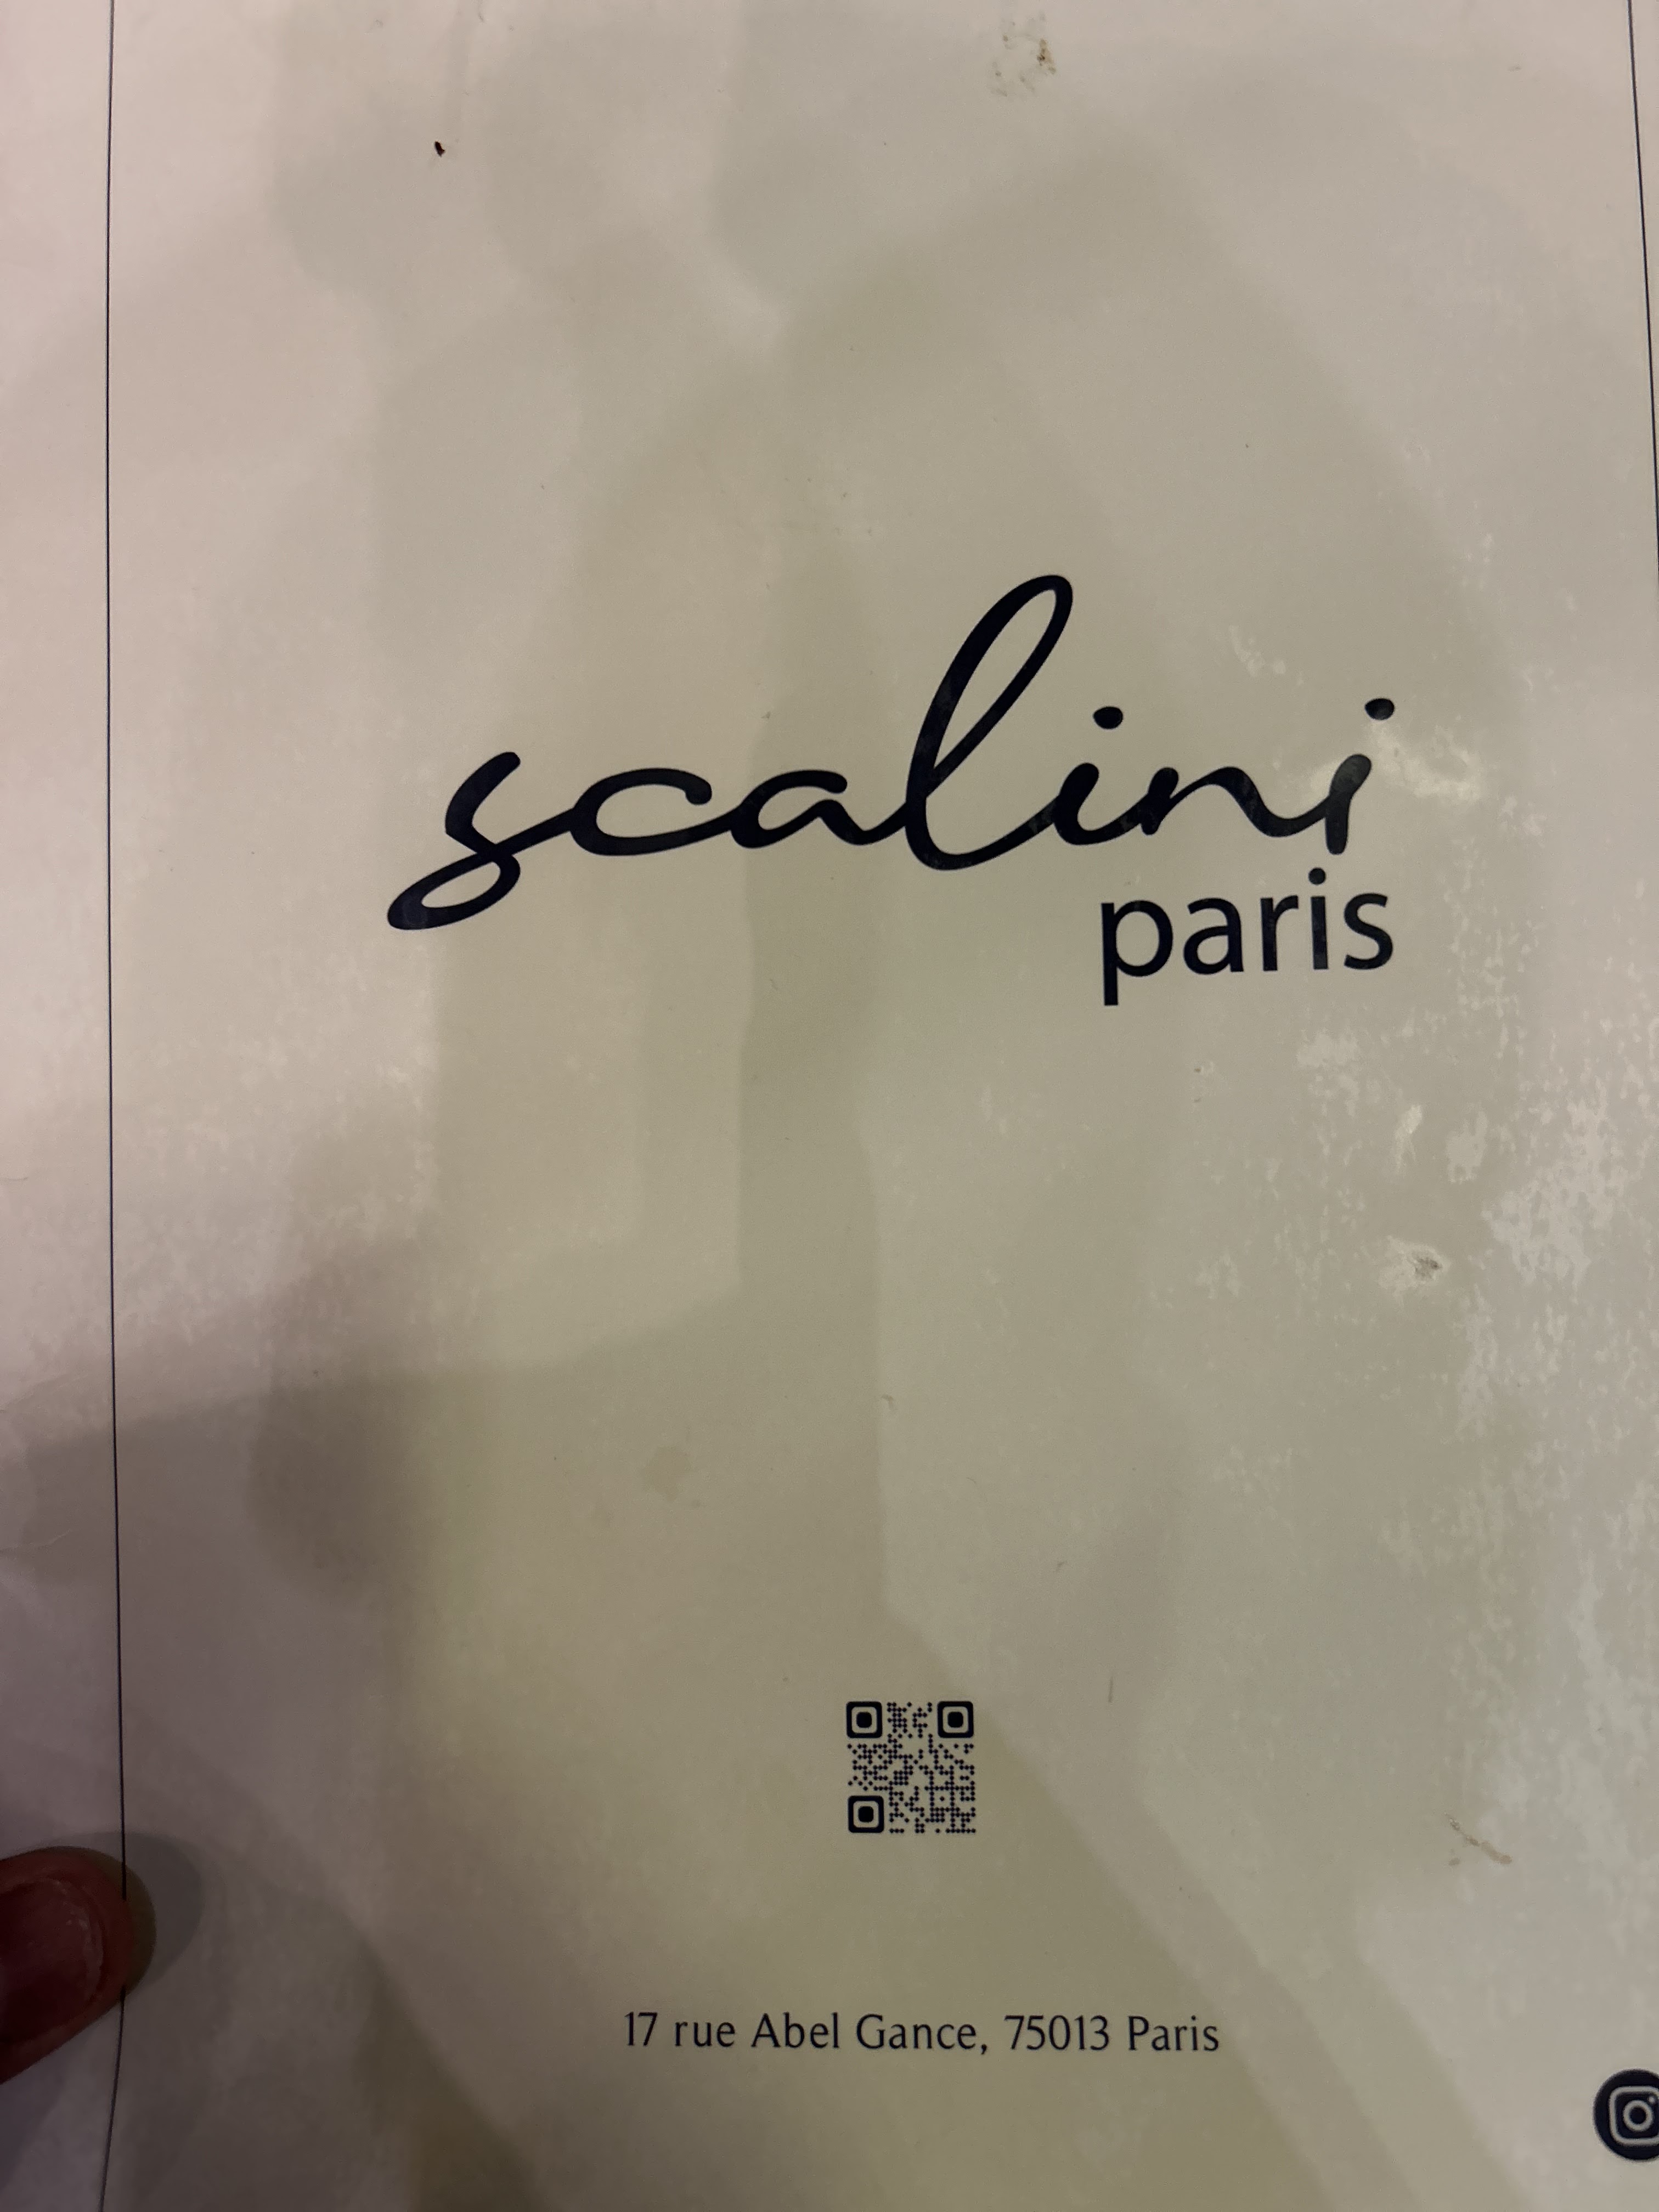 scalini
paris
17 rue Abel Gance, 75013 Paris